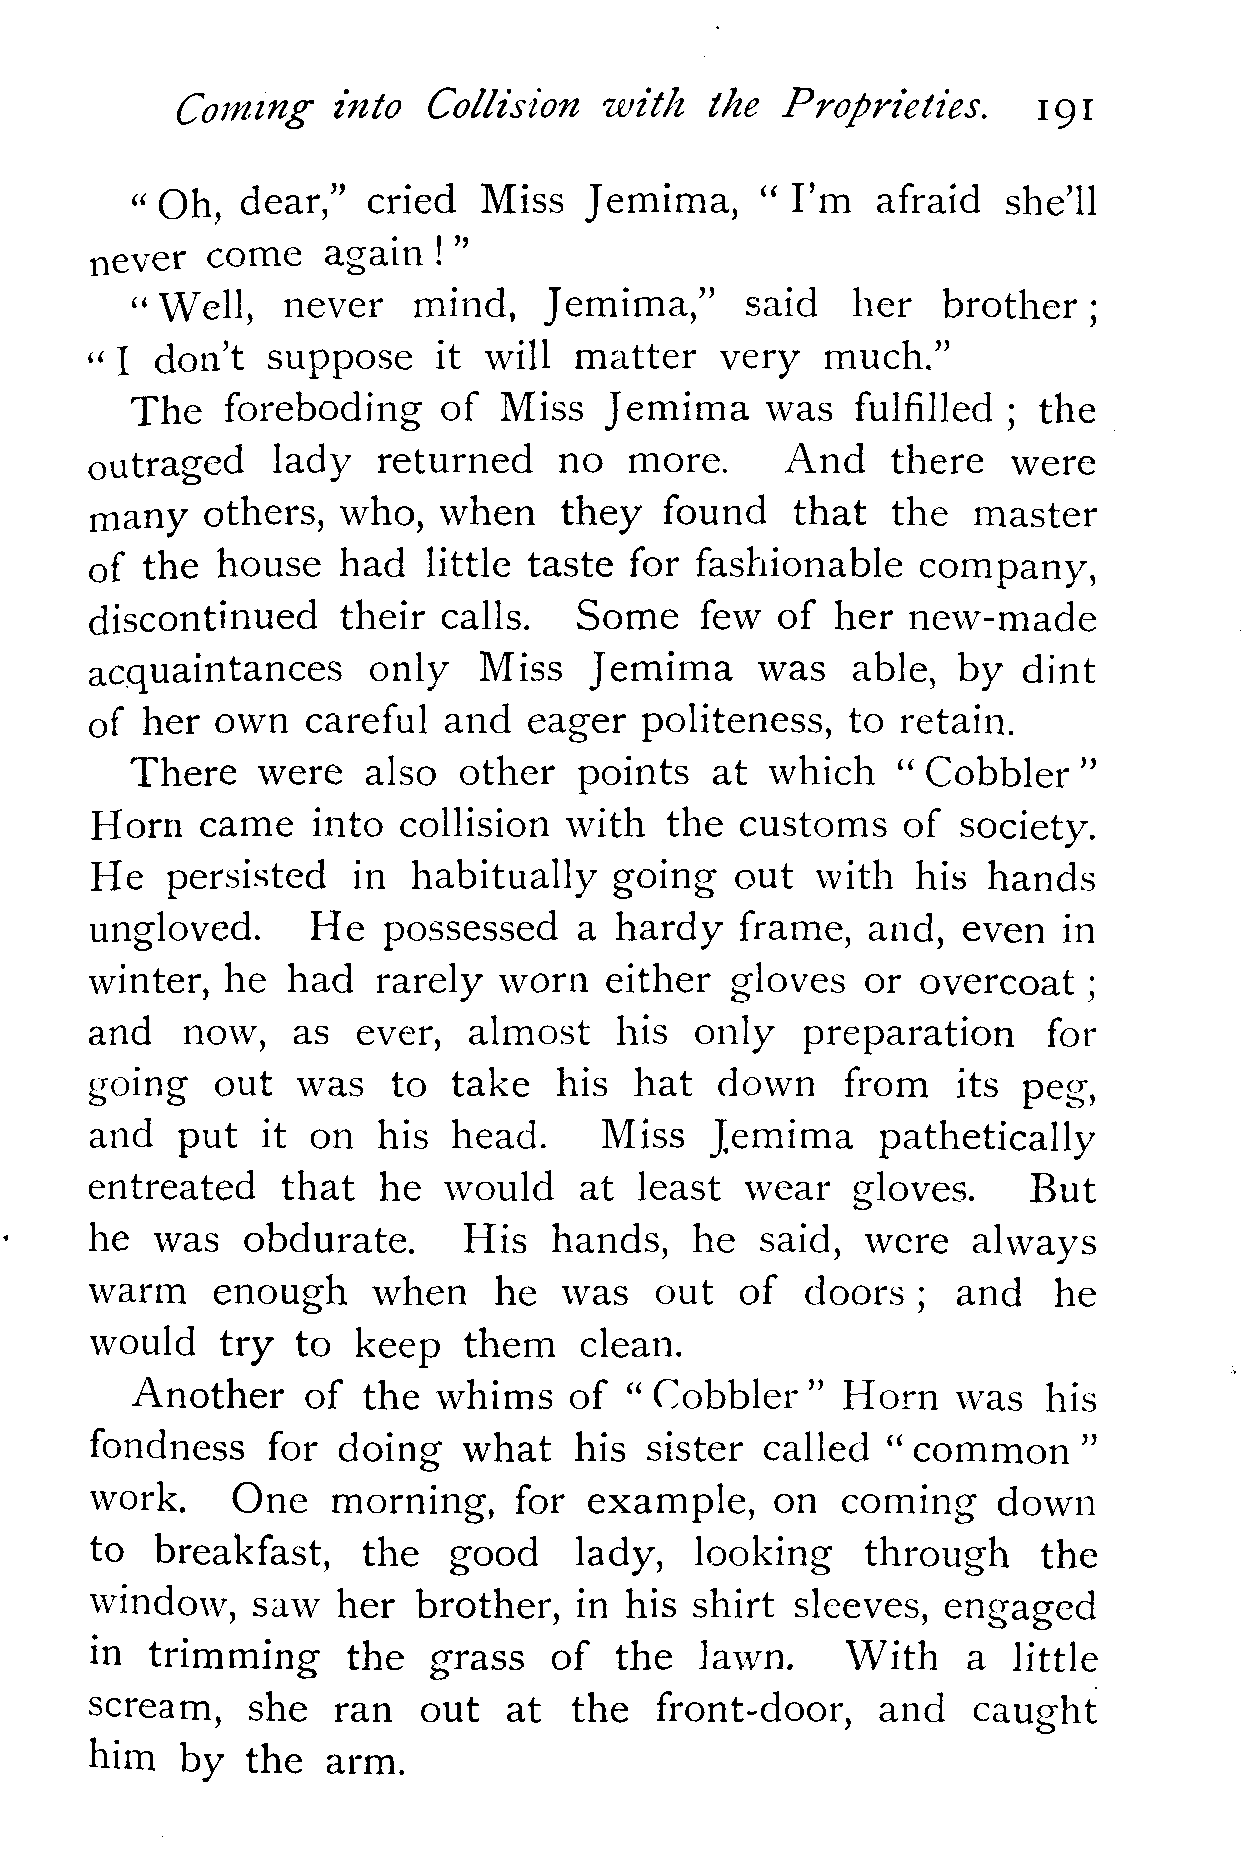 Coming into Collision with the Proprieties. 191
“ Oh, dear,” cried Miss Jemima, “ I’m afraid she’ll
never come again ! ”
“ Well, never mind, Jemima,” said her brother ;
“ I don’t suppose it will matter very much.”
The foreboding of Miss Jemima was fulfilled ; the
outraged lady returned no more. And there were
many others, who, when they found that the master
of the house had little taste for fashionable company,
discontinued their calls. Some few of her new-made
acquaintances only Miss Jemima was able, by dint
of her own careful and eager politeness, to retain.
There were also other points at which “ Cobbler ”
Horn came into collision with the customs of society.
He persisted in habitually going out with his hands
ungloved. He possessed a hardy frame, and, even in
winter, he had rarely worn either gloves or overcoat ;
and now, as ever, almost his only preparation for
going out was to take his hat down from its peg,
and put it on his head. Miss Jemima pathetically
entreated that he would at least wear gloves. But
he was obdurate. His hands, he said, were always
warm enough when he was out of doors ; and he
would try to keep them clean.
Another of the whims of “ Cobbler ” Horn was his
fondness for doing what his sister called “ common ”
work. One morning, for example, on coming down
to breakfast, the good lady, looking through the
window, saw her brother, in his shirt sleeves, engaged
in trimming the grass of the lawn. With a little
scream, she ran out at the front-door, and caught
him by the arm.